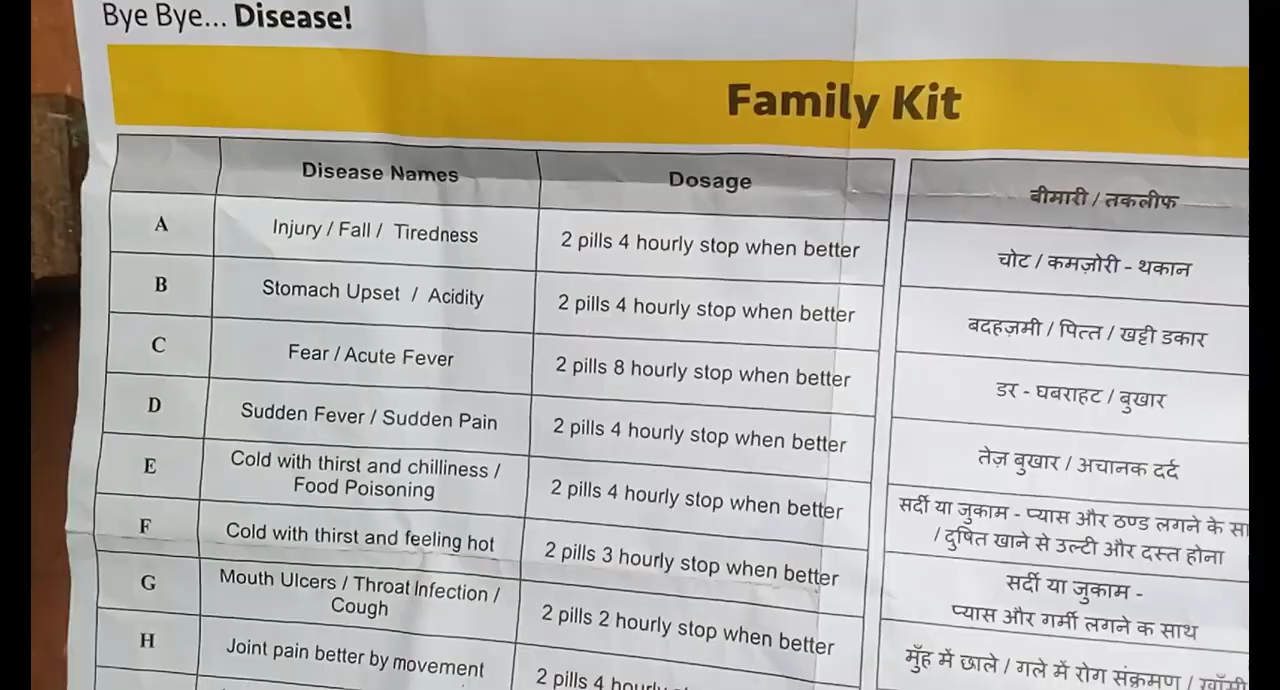 Bye Bye... Disease!
Family Kit
Disease Names
Dosage
A
Injury / Fall / Tiredness
2 pills 4 hourly stop when better
B
Stomach Upset / Acidity
2 pills 4 hourly stop when better
C
Fear / Acute Fever
2 pills 8 hourly stop when better
D
Sudden Fever / Sudden Pain
2 pills 4 hourly stop when better
E
Cold with thirst and chilliness /
Food Poisoning
2 pills 4 hourly stop when better
F
Cold with thirst and feeling hot
2 pills 3 hourly stop when better
G
Mouth Ulcers / Throat Infection /
Cough
2 pills 2 hourly stop when better
H
Joint pain better by movement
2 pills 4 hourly
बीमारी / तकलीफ
चोट / कमज़ोरी - थकान
बदहज़मी / पित्त / खट्टी डकार
डर - घबराहट / बुखार
तेज़ बुखार / अचानक दर्द
सर्दी या जुकाम - प्यास और ठण्ड लगने के
/ दुषित खाने से उल्टी और दस्त होना
सर्दी या जुकाम -
प्यास और गर्मी लगने क साथ
मुँह में छाले / गले में रोग संक्रमण /